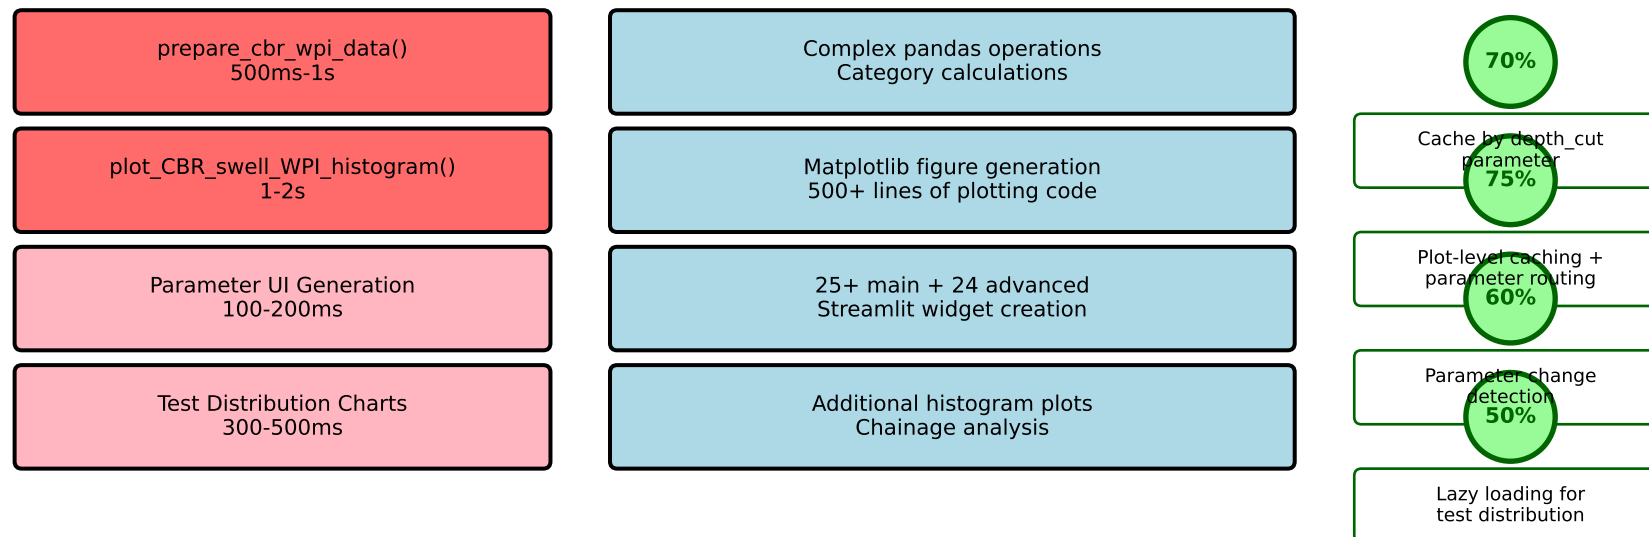 prepare_cbr_wpi_data()
500ms-1s
Complex pandas operations
Category calculations
70%
Cache by depth_cut
parameter
plot_CBR_swell_WPI_histogram()
1-2s
Matplotlib figure generation
500+ lines of plotting code
75%
Plot-level caching +
parameter routing
Parameter UI Generation
100-200ms
25+ main + 24 advanced
Streamlit widget creation
60%
Parameter change
detection
Test Distribution Charts
300-500ms
Additional histogram plots
Chainage analysis
50%
Lazy loading for
test distribution